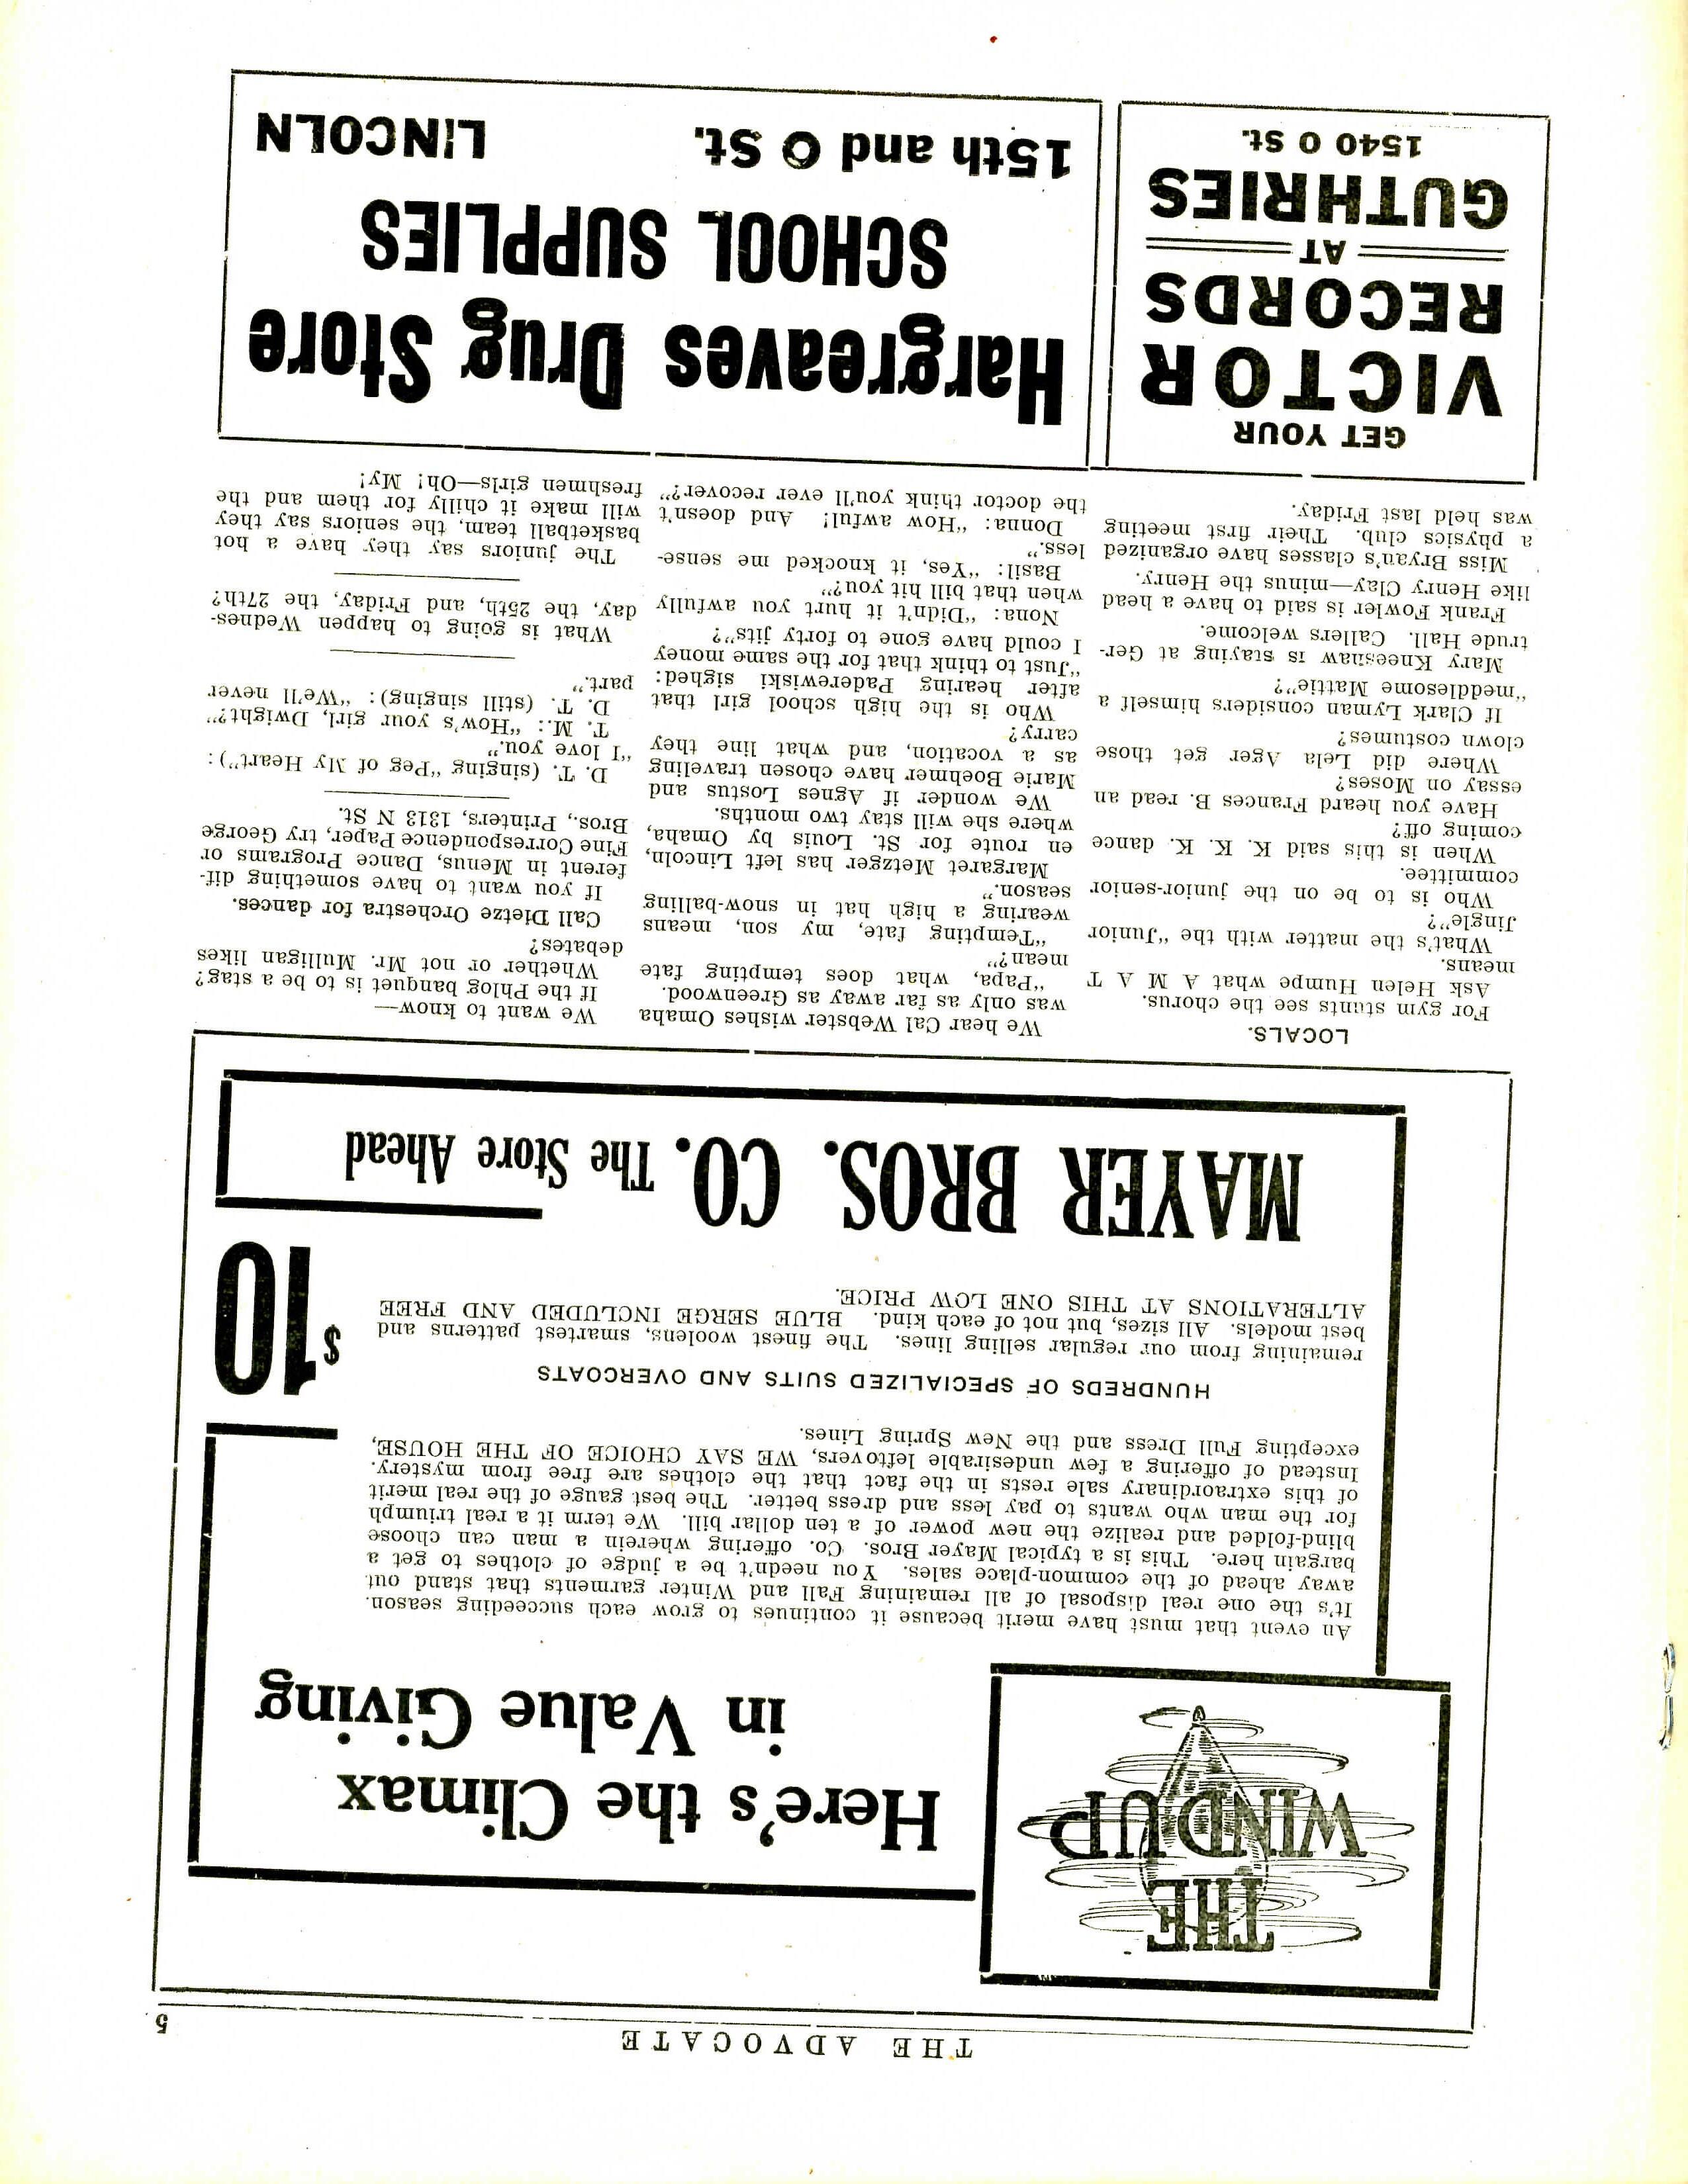 THE ADVOCATE
5
THE
WINDUP
Here's the Climax
in Value Giving
An event that must have merit because it continues to grow each succeeding season.
It's the one real disposal of all remaining Fall and Winter garments that stand out
away ahead of the common-place sales. You needn't be a judge of clothes to get a
bargain here. This is a typical Mayer Bros. Co. offering wherein a man can choose
blind-folded and realize the new power of a ten dollar bill. We term it a real triumph
for the man who wants to pay less and dress better. The best gauge of the real merit
of this extraordinary sale rests in the fact that the clothes are free from mystery.
Instead of offering a few undesirable leftovers, WE SAY CHOICE OF THE HOUSE,
excepting Full Dress and the New Spring Lines.
HUNDREDS OF SPECIALIZED SUITS AND OVERCOATS
remaining from our regular selling lines. The finest woolens, smartest patterns and
best models. All sizes, but not of each kind. BLUE SERGE INCLUDED AND FREE
ALTERATIONS AT THIS ONE LOW PRICE.
$10
MAYER BROS. CO. The Store Ahead
LOCALS.
For gym stunts see the chorus.
Ask Helen Humpe what A M A T
means.
What's the matter with the "Junior
Jingle"?
Who is to be on the junior-senior
committee.
When is this said K. K. K. dance
coming off?
Have you heard Frances B. read an
essay on Moses?
Where did Lela Ager get those
clown costumes?
If Clark Lyman considers himself a
"meddlesome Mattie"?
Mary Kneeshaw is staying at Ger-
trude Hall. Callers welcome.
Frank Fowler is said to have a head
like Henry Clay—minus the Henry.
Miss Bryan's classes have organized
a physics club. Their first meeting
was held last Friday.
We hear Cal Webster wishes Omaha
was only as far away as Greenwood.
"Papa, what does tempting fate
mean?"
"Tempting fate, my son, means
wearing a high hat in snow-balling
season."
Margaret Metzger has left Lincoln,
en route for St. Louis by Omaha,
where she will stay two months.
We wonder if Agnes Lostus and
Marie Boehmer have chosen traveling
as a vocation, and what line they
carry?
Who is the high school girl that
after hearing Paderewiski sighed:
"Just to think that for the same money
I could have gone to forty jits"?
Nona: "Didn't it hurt you awfully
when that bill hit you?"
Basil: "Yes, it knocked me sense-
less."
Donna: "How awful! And doesn't
the doctor think you'll ever recover?"
We want to know—
If the Phlog banquet is to be a stag?
Whether or not Mr. Mulligan likes
debates?
Call Dietze Orchestra for dances.
If you want to have something dif-
ferent in Menus, Dance Programs or
Fine Correspondence Paper, try George
Bros., Printers, 1313 N St.
D. T. (singing "Peg of My Heart"):
"I love you."
T. M.: "How's your girl, Dwight?"
D. T. (still singing): "We'll never
part."
What is going to happen Wednes-
day, the 25th, and Friday, the 27th?
The juniors say they have a hot
basketball team, the seniors say they
will make it chilly for them and the
freshmen girls—Oh! My!
GET YOUR
VICTOR
RECORDS
AT
GUTHRIES
1540 O St.
Hargreaves Drug Store
SCHOOL SUPPLIES
15th and O St. LINCOLN